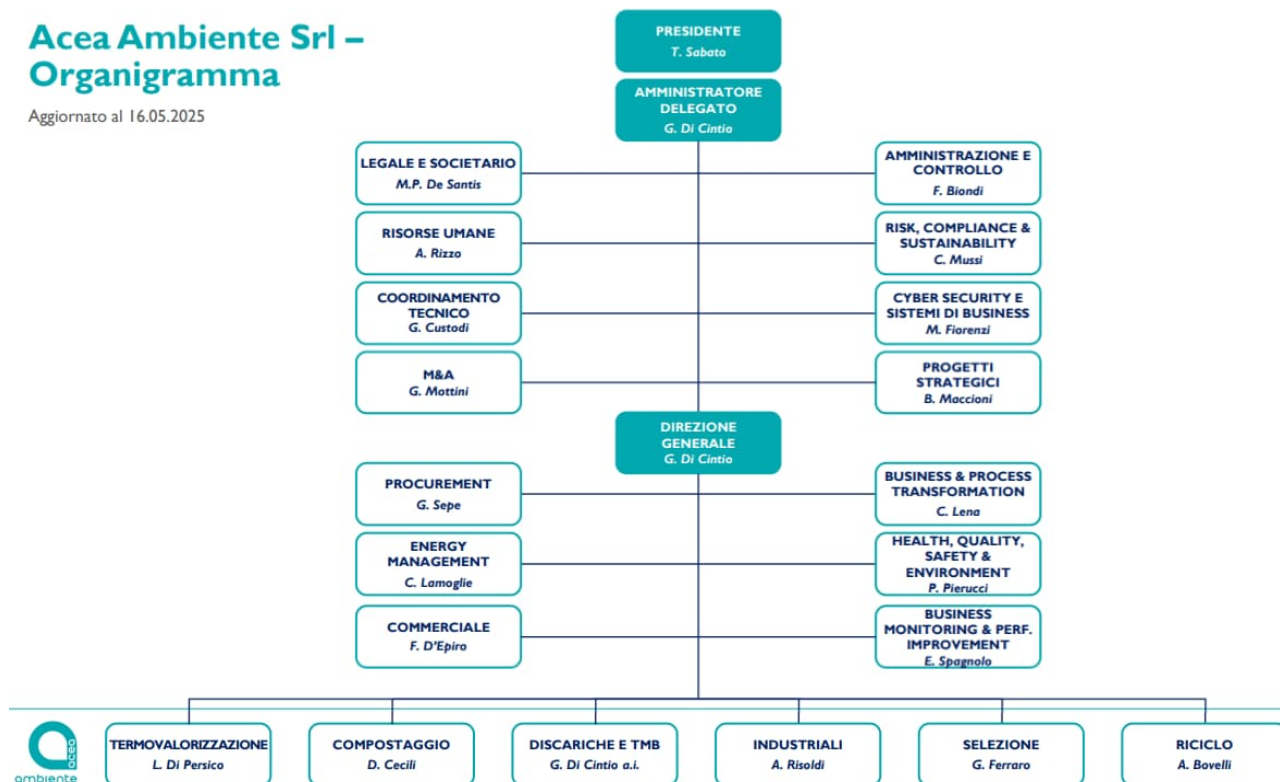 Acea Ambiente Srl –
Organigramma
Aggiornato al 16.05.2025
PRESIDENTE
T. Sabato
AMMINISTRATORE
DELEGATO
G. Di Cintio
LEGALE E SOCIETARIO
M.P. De Santis
AMMINISTRAZIONE E
CONTROLLO
F. Biondi
RISORSE UMANE
A. Rizzo
RISK, COMPLIANCE &
SUSTAINABILITY
C. Mussi
COORDINAMENTO
TECNICO
G. Custodi
CYBER SECURITY E
SISTEMI DI BUSINESS
M. Fiorenzi
M&A
G. Mottini
PROGETTI
STRATEGICI
B. Maccioni
DIREZIONE
GENERALE
G. Di Cintio
PROCUREMENT
G. Sepe
BUSINESS & PROCESS
TRANSFORMATION
C. Lena
ENERGY
MANAGEMENT
C. Lamoglie
HEALTH, QUALITY,
SAFETY &
ENVIRONMENT
P. Pierucci
COMMERCIALE
F. D'Epiro
BUSINESS
MONITORING & PERF.
IMPROVEMENT
E. Spagnolo
acea
ambiente
TERMOVALORIZZAZIONE
L. Di Persico
COMPOSTAGGIO
D. Cecili
DISCARICHE E TMB
G. Di Cintio a.i.
INDUSTRIALI
A. Risoldi
SELEZIONE
G. Ferraro
RICICLO
A. Bovelli